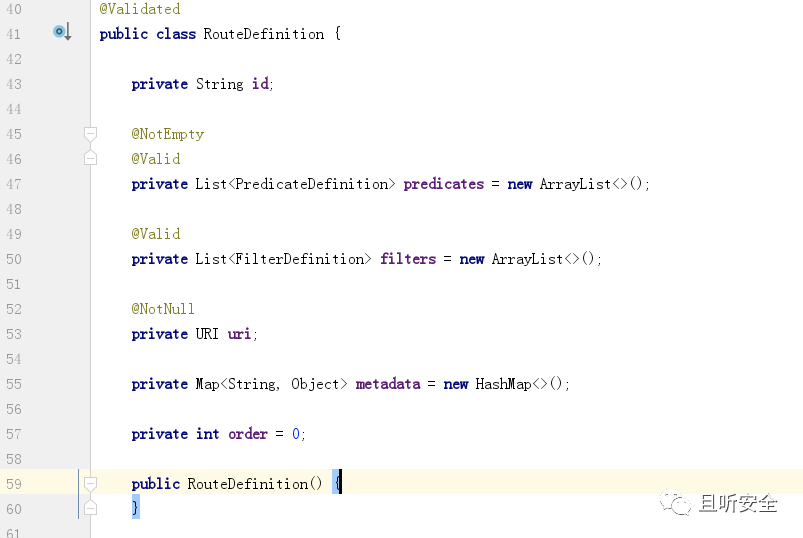 40 @Validated
41 public class RouteDefinition {
42
43 private String id;
44
45 @NotEmpty
46 @Valid
47 private List<PredicateDefinition> predicates = new ArrayList<>();
48
49 @Valid
50 private List<FilterDefinition> filters = new ArrayList<>();
51
52 @NotNull
53 private URI uri;
54
55 private Map<String, Object> metadata = new HashMap<>();
56
57 private int order = 0;
58
59 public RouteDefinition() {
60 }
61
且听安全